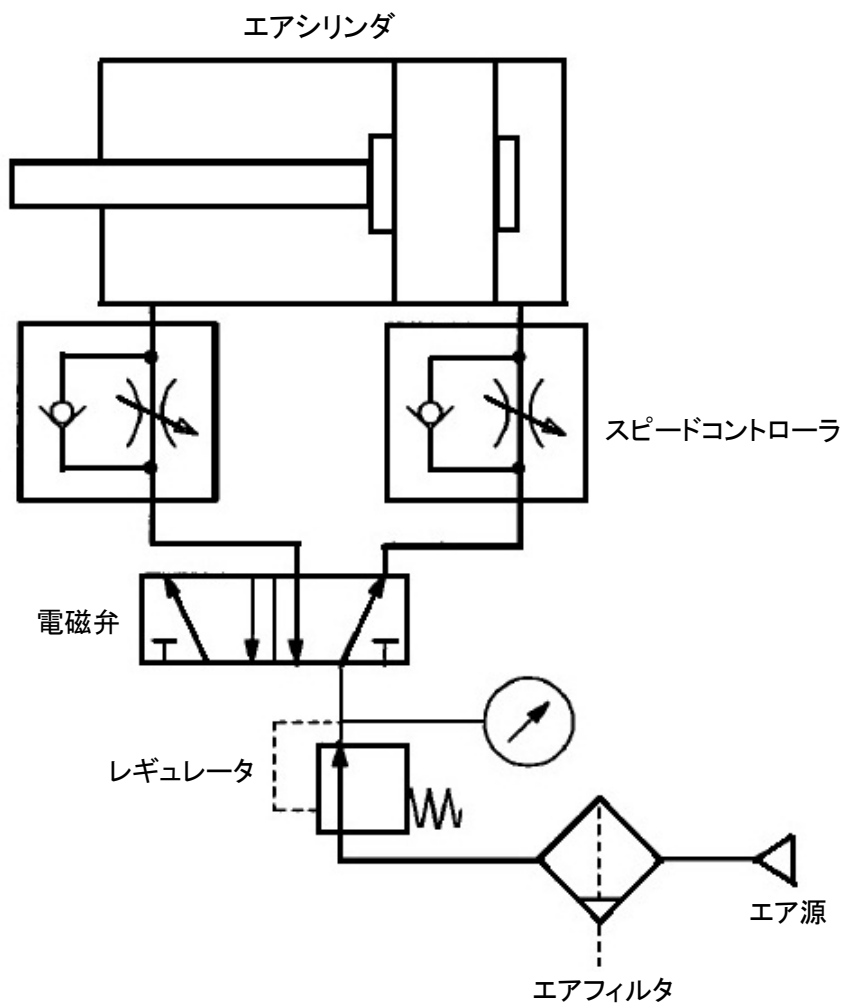 エアシリンダ
スピードコントローラ
電磁弁
レギュレータ
エア源
エアフィルタ